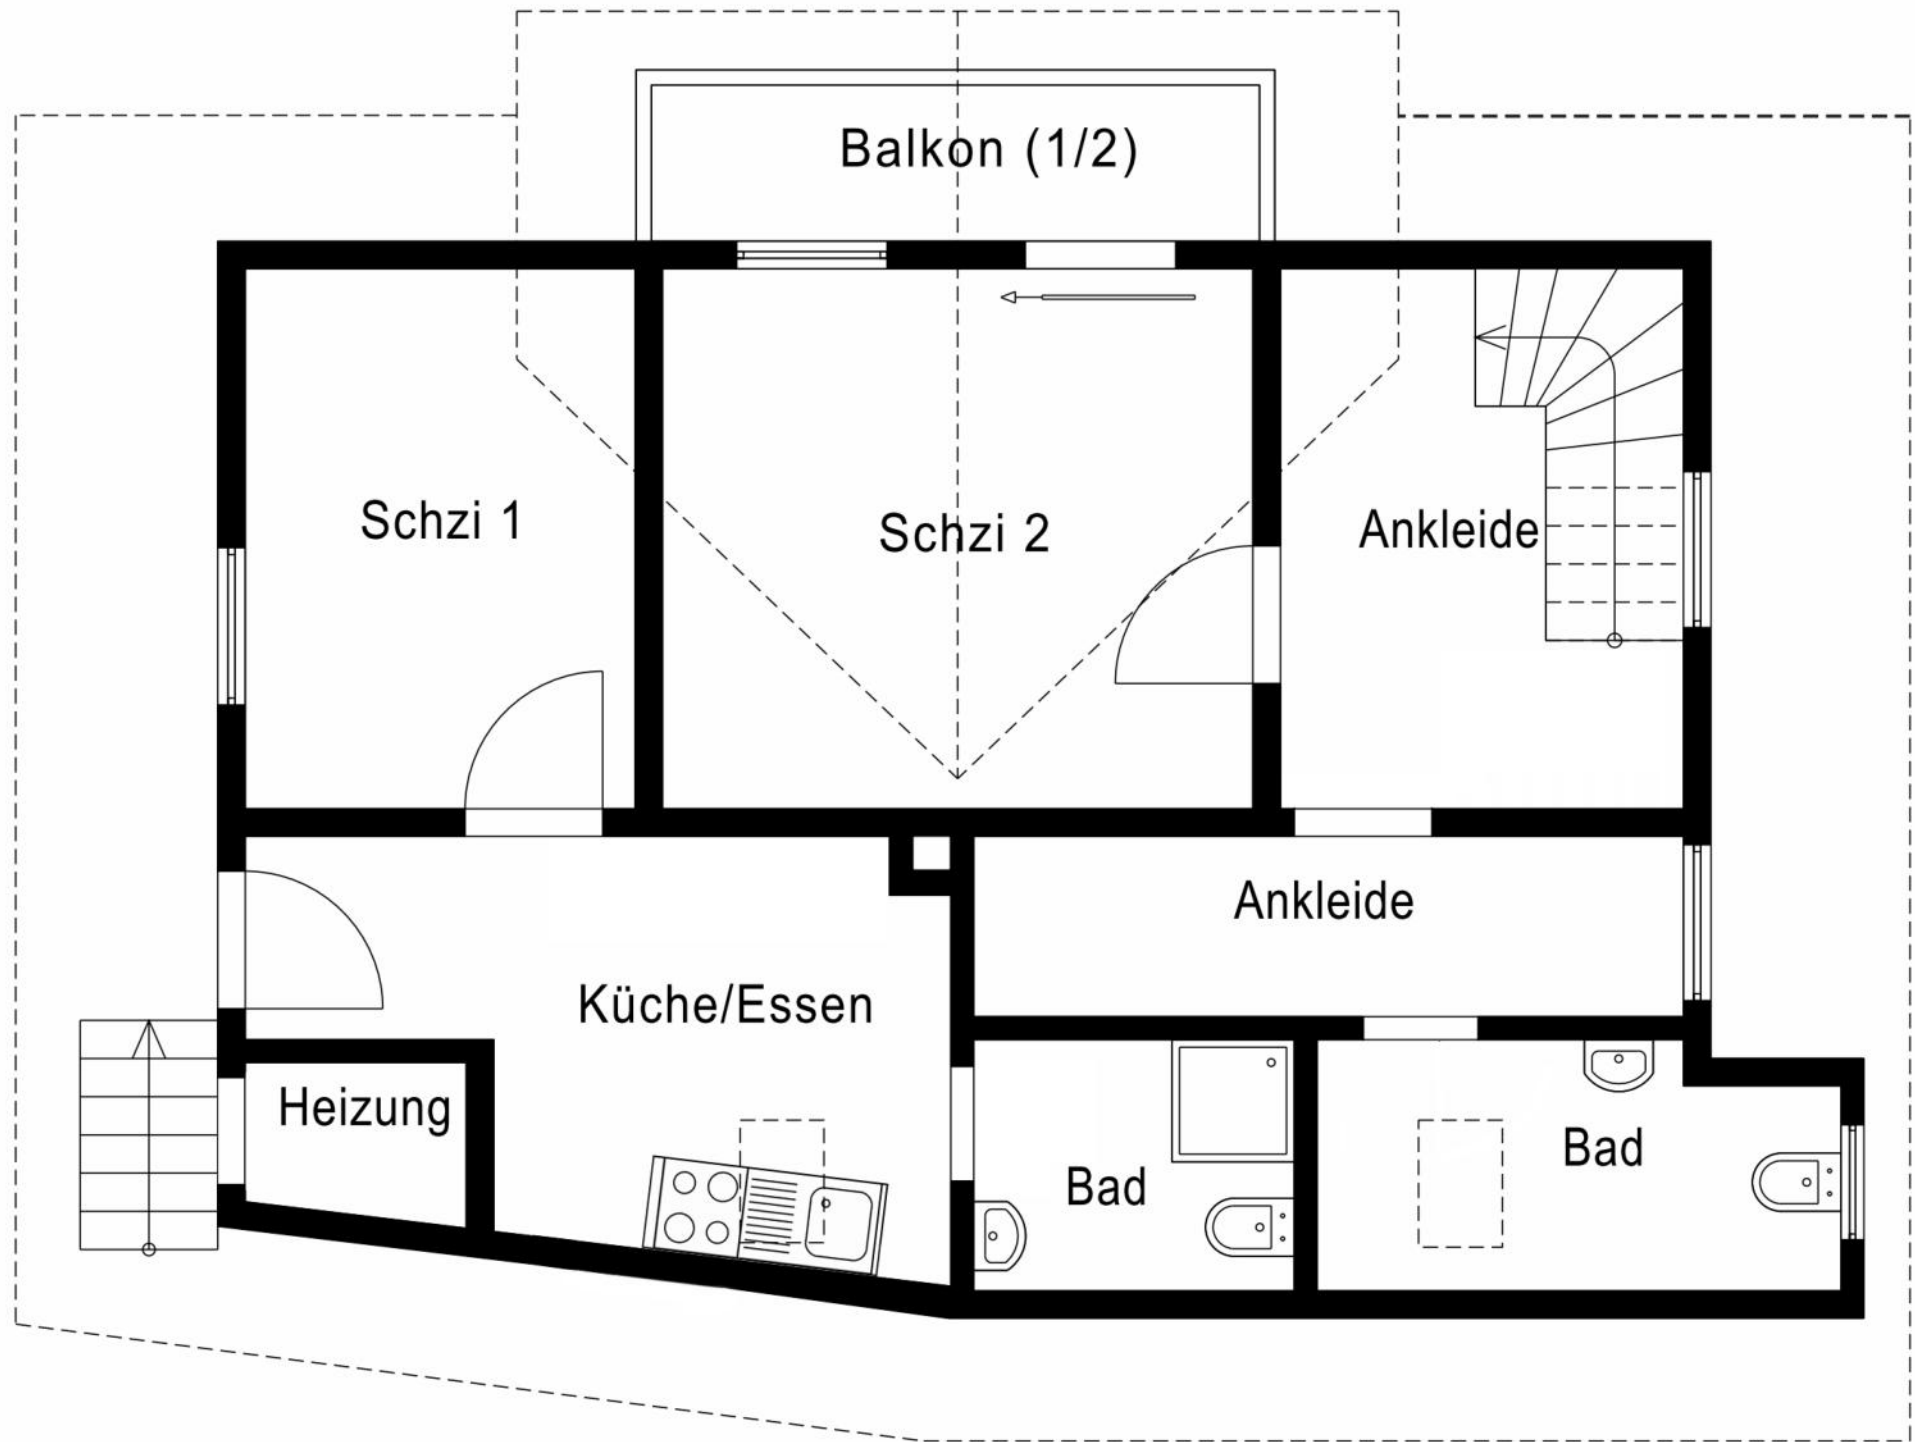 Balkon (1/2)
Schzi 1
Schzi 2
Ankleide
Ankleide
Küche/Essen
Heizung
Bad
Bad